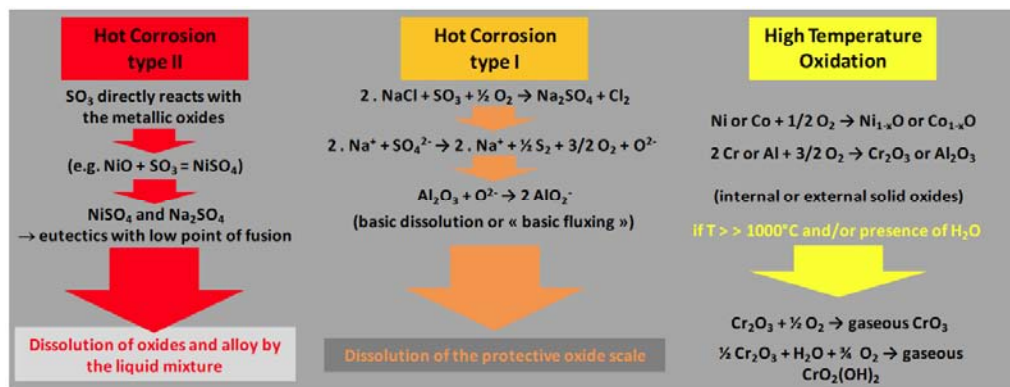 Hot Corrosion
type II
SO₃ directly reacts with
the metallic oxides
(e.g. NiO + SO₃ = NiSO₄)
NiSO₄ and Na₂SO₄
→ eutectics with low point of fusion
Dissolution of oxides and alloy by
the liquid mixture
Hot Corrosion
type I
2 . NaCl + SO₃ + ½ O₂ → Na₂SO₄ + Cl₂
2 . Na⁺ + SO₄²⁻ → 2 . Na⁺ + ½ S₂ + 3/2 O₂ + O²⁻
Al₂O₃ + O²⁻ → 2 AlO₂⁻
(basic dissolution or « basic fluxing »)
Dissolution of the protective oxide scale
High Temperature
Oxidation
Ni or Co + 1/2 O₂ → Ni₁₋ₓO or Co₁₋ₓO
2 Cr or Al + 3/2 O₂ → Cr₂O₃ or Al₂O₃
(internal or external solid oxides)
if T > > 1000°C and/or presence of H₂O
Cr₂O₃ + ½ O₂ → gaseous CrO₃
½ Cr₂O₃ + H₂O + ¾ O₂ → gaseous
CrO₂(OH)₂